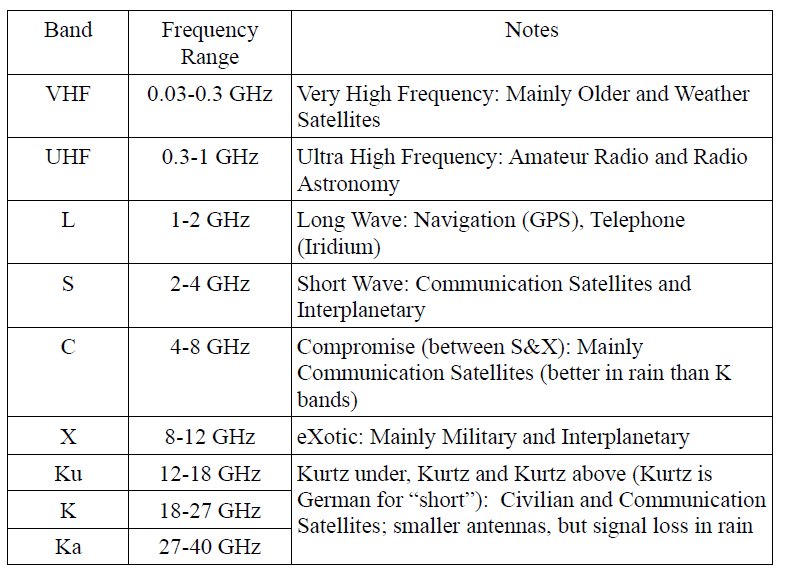 Band Frequency Range Notes
VHF 0.03-0.3 GHz Very High Frequency: Mainly Older and Weather
Satellites
UHF 0.3-1 GHz Ultra High Frequency: Amateur Radio and Radio
Astronomy
L 1-2 GHz Long Wave: Navigation (GPS), Telephone
(Iridium)
S 2-4 GHz Short Wave: Communication Satellites and
Interplanetary
C 4-8 GHz Compromise (between S&X): Mainly
Communication Satellites (better in rain than K
bands)
X 8-12 GHz eXotic: Mainly Military and Interplanetary
Ku 12-18 GHz Kurtz under, Kurtz and Kurtz above (Kurtz is
K 18-27 GHz German for “short”): Civilian and Communication
Ka 27-40 GHz Satellites; smaller antennas, but signal loss in rain